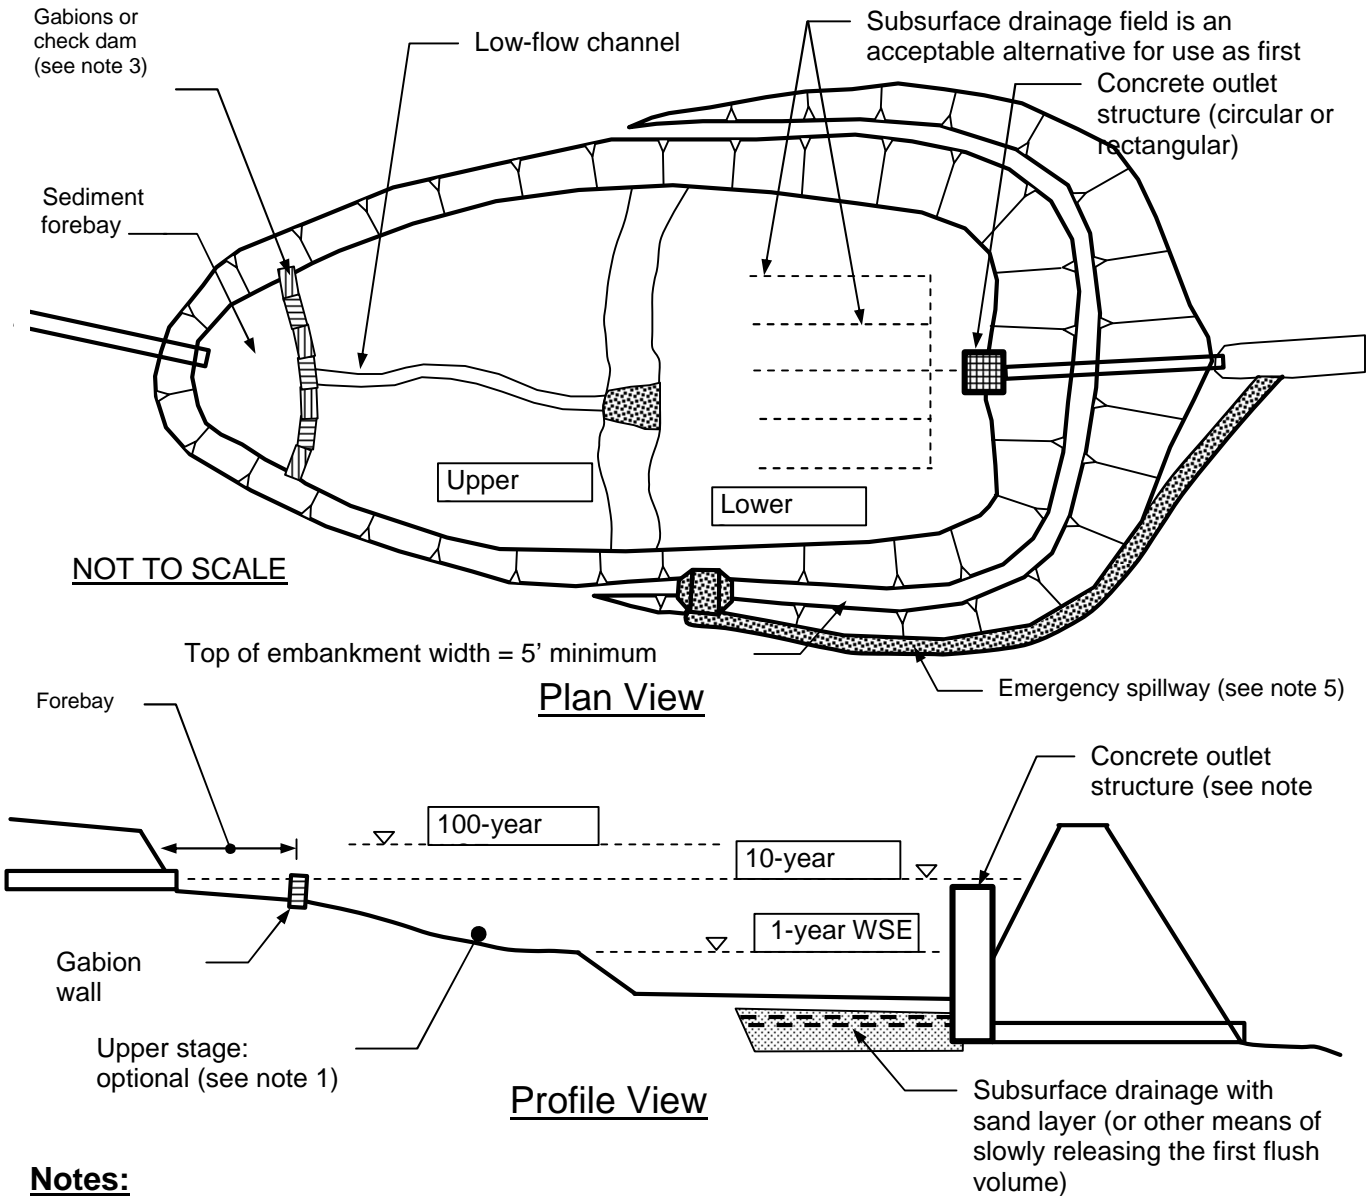 Gabions or
check dam
(see note 3)
Low-flow channel
Subsurface drainage field is an
acceptable alternative for use as first
Concrete outlet
structure (circular or
rectangular)
Sediment
forebay
Upper
Lower
NOT TO SCALE
Top of embankment width = 5’ minimum
Plan View
Emergency spillway (see note 5)
Forebay
Concrete outlet
structure (see note
100-year
10-year
1-year WSE
Gabion
wall
Upper stage:
optional (see note 1)
Profile View
Subsurface drainage with
sand layer (or other means of
slowly releasing the first flush
volume)
Notes: